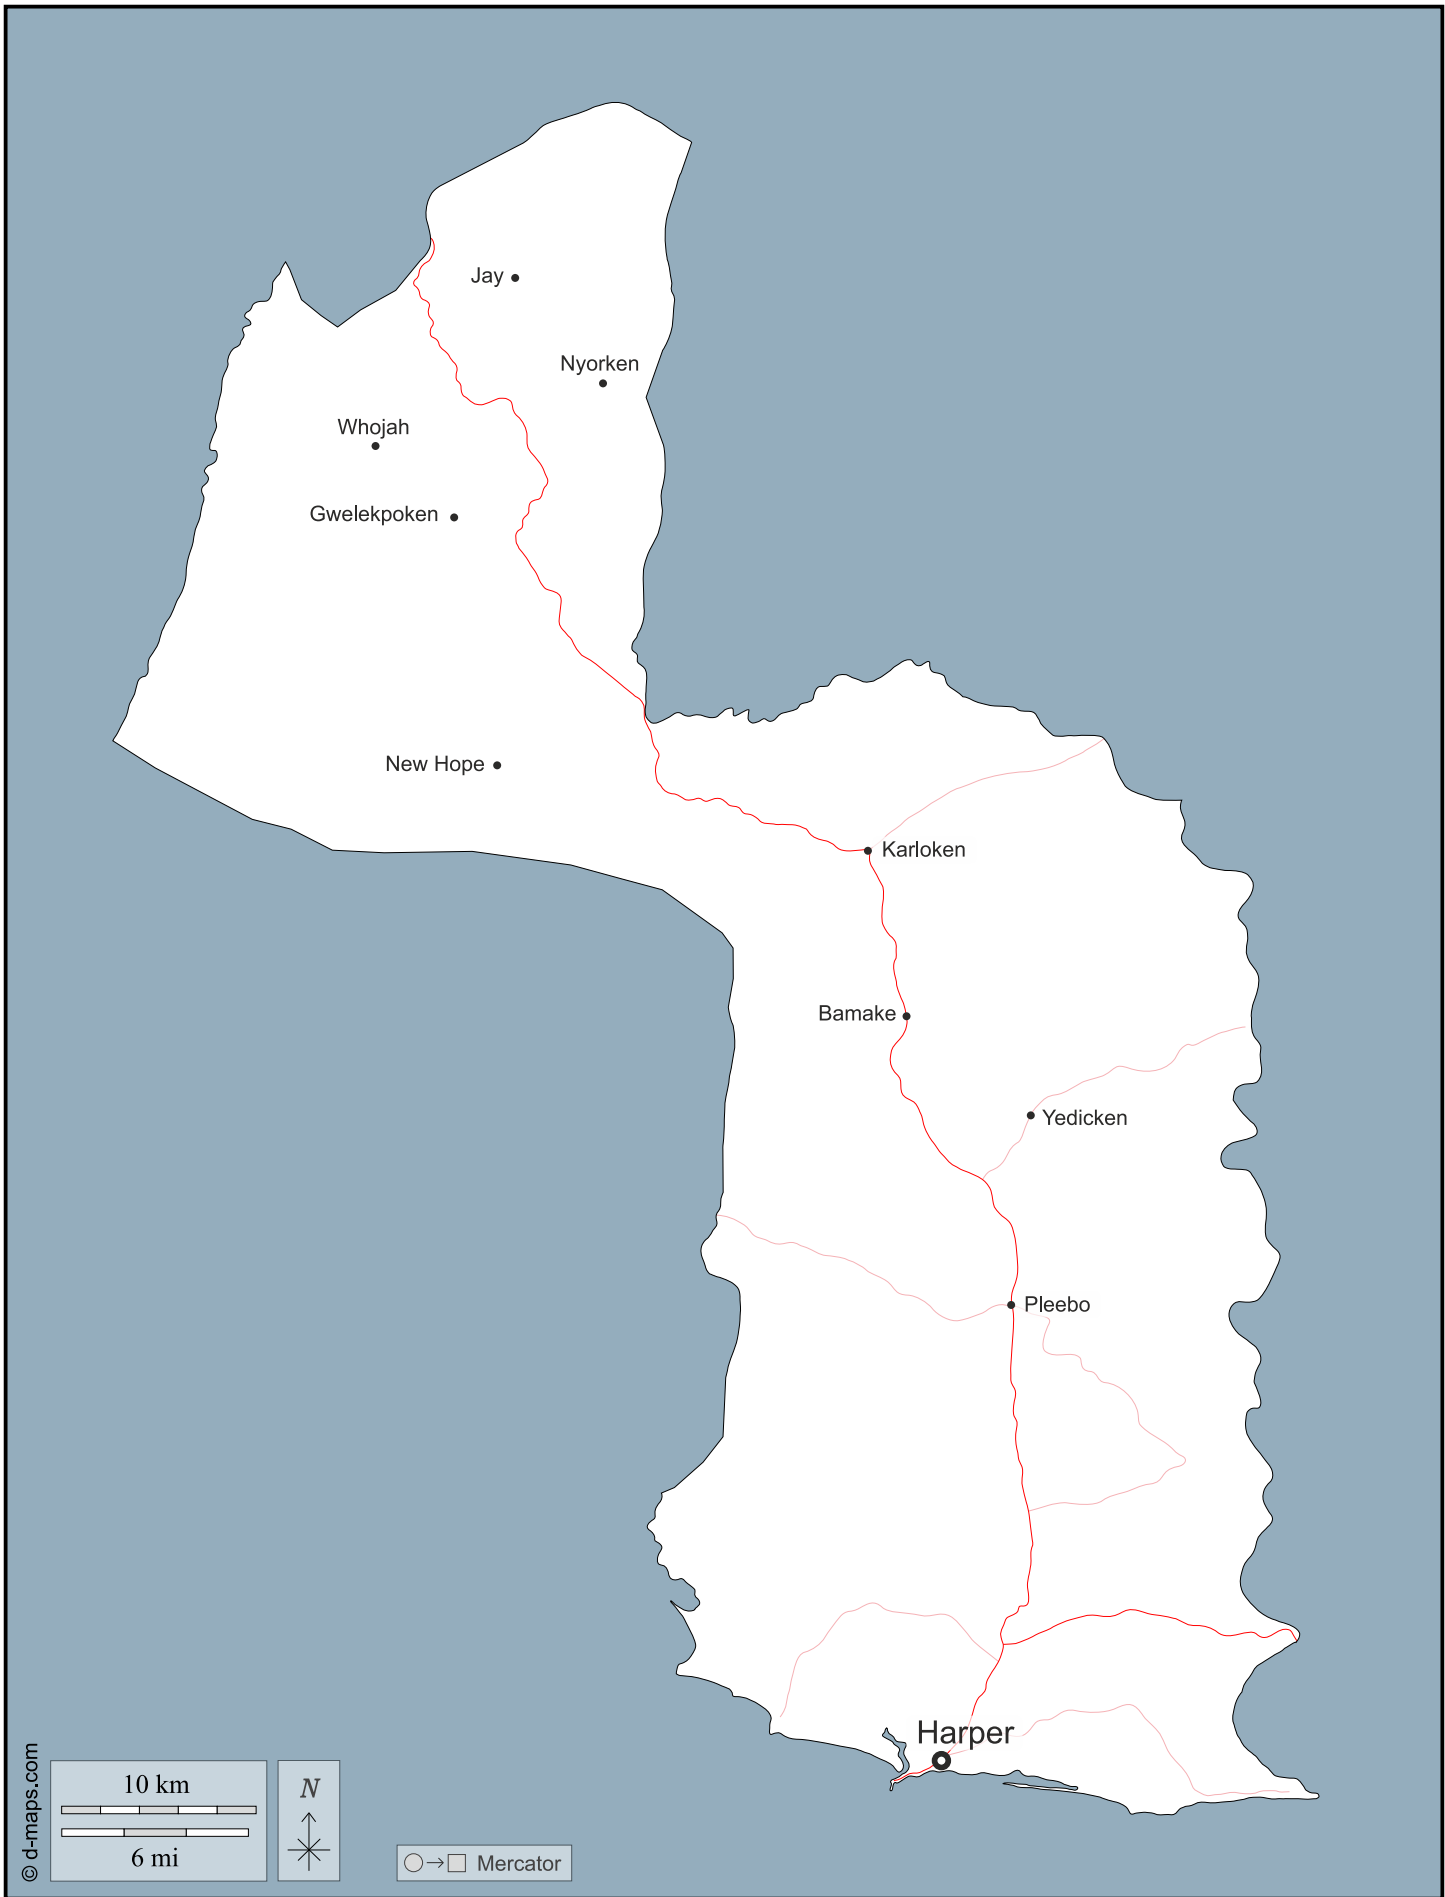 Jay
Nyorken
Whojah
Gwelekpoken
New Hope
Karloken
Bamake
Yedicken
Pleebo
Harper
© d-maps.com
10 km
6 mi
N
Mercator